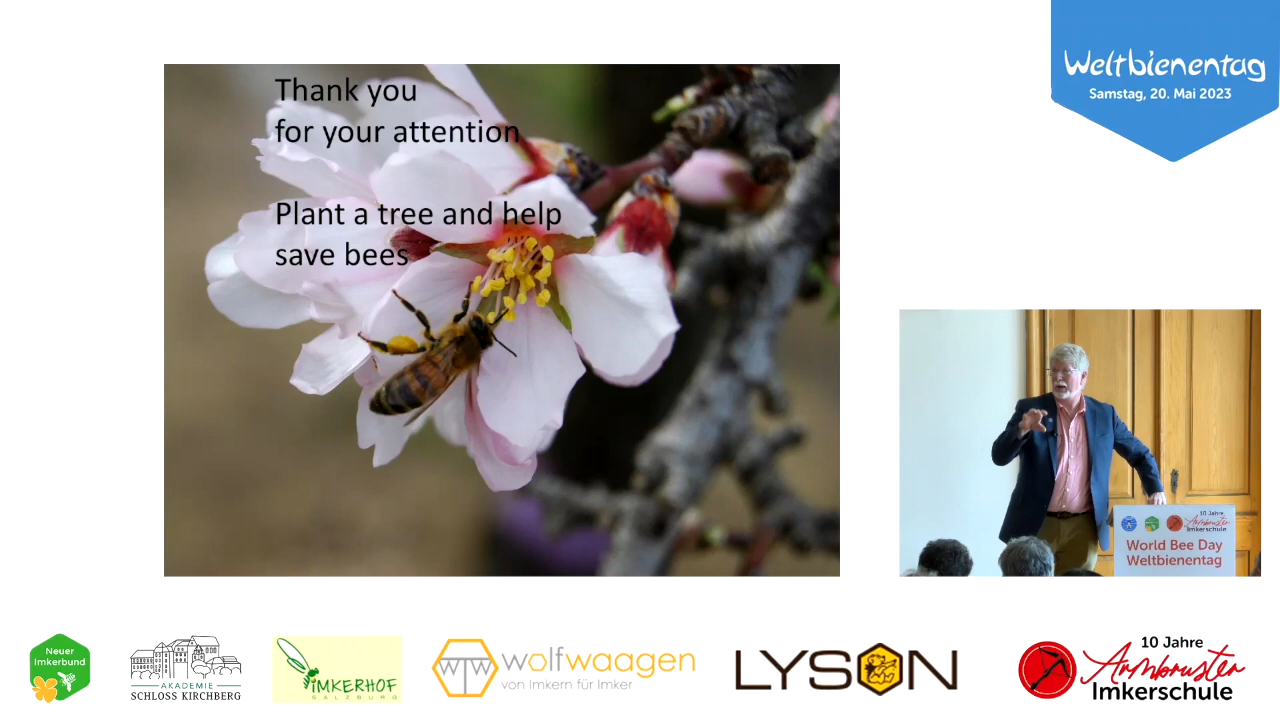 Weltbienentag
Samstag, 20. Mai 2023
Thank you
for your attention
Plant a tree and help
save bees
10 Jahre
Armbruster
Imkerschule
World Bee Day
Weltbienentag
Neuer
Imkerbund
AKADEMIE
SCHLOSS KIRCHBERG
IMKERHOF
SALZBURG
WTW
wolfwaagen
von Imkern für Imker
LYSON
10 Jahre
Armbruster
Imkerschule